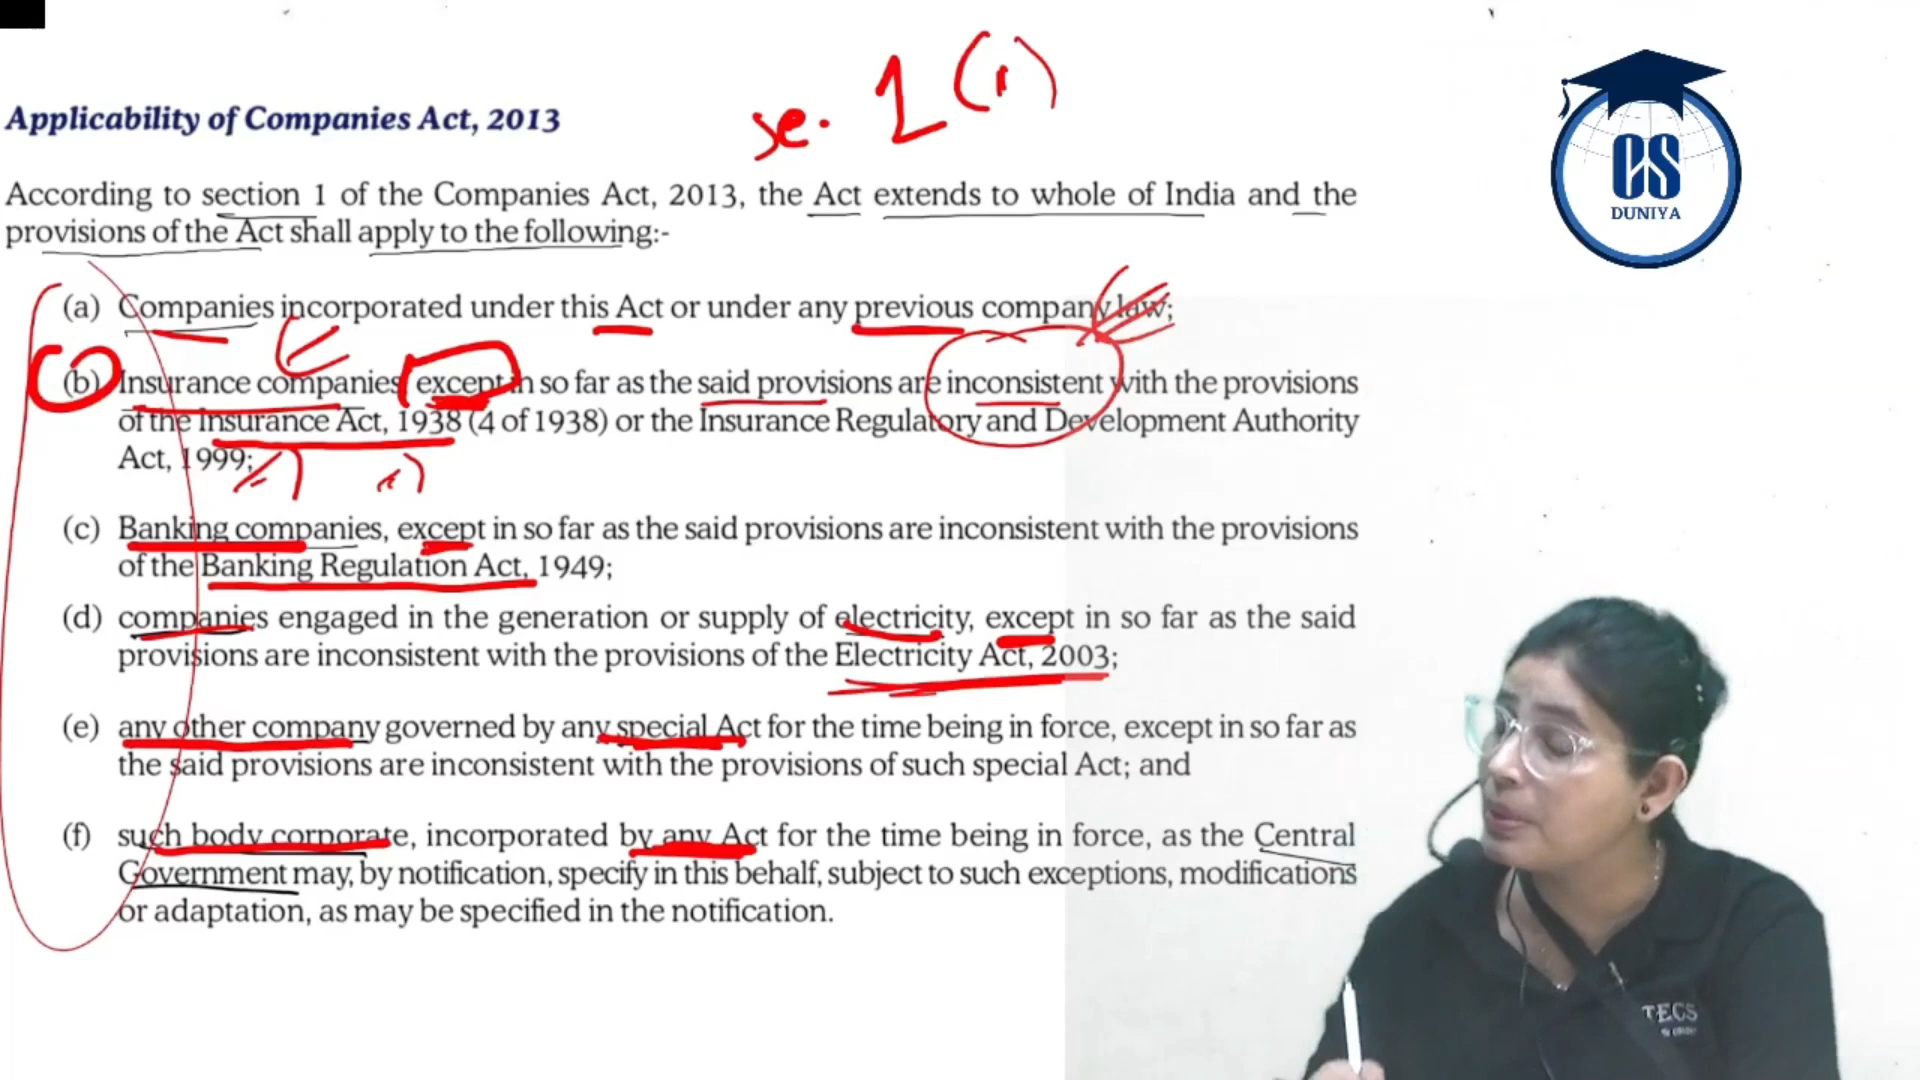 se. 1 (1)
Applicability of Companies Act, 2013
According to section 1 of the Companies Act, 2013, the Act extends to whole of India and the
provisions of the Act shall apply to the following:-
(a) Companies incorporated under this Act or under any previous company law;
(b) Insurance companies except in so far as the said provisions are inconsistent with the provisions
of the Insurance Act, 1938 (4 of 1938) or the Insurance Regulatory and Development Authority
Act, 1999;
(c) Banking companies, except in so far as the said provisions are inconsistent with the provisions
of the Banking Regulation Act, 1949;
(d) companies engaged in the generation or supply of electricity, except in so far as the said
provisions are inconsistent with the provisions of the Electricity Act, 2003;
(e) any other company governed by any special Act for the time being in force, except in so far as
the said provisions are inconsistent with the provisions of such special Act; and
(f) such body corporate, incorporated by any Act for the time being in force, as the Central
Government may, by notification, specify in this behalf, subject to such exceptions, modifications
or adaptation, as may be specified in the notification.
CS
DUNIYA
TECS